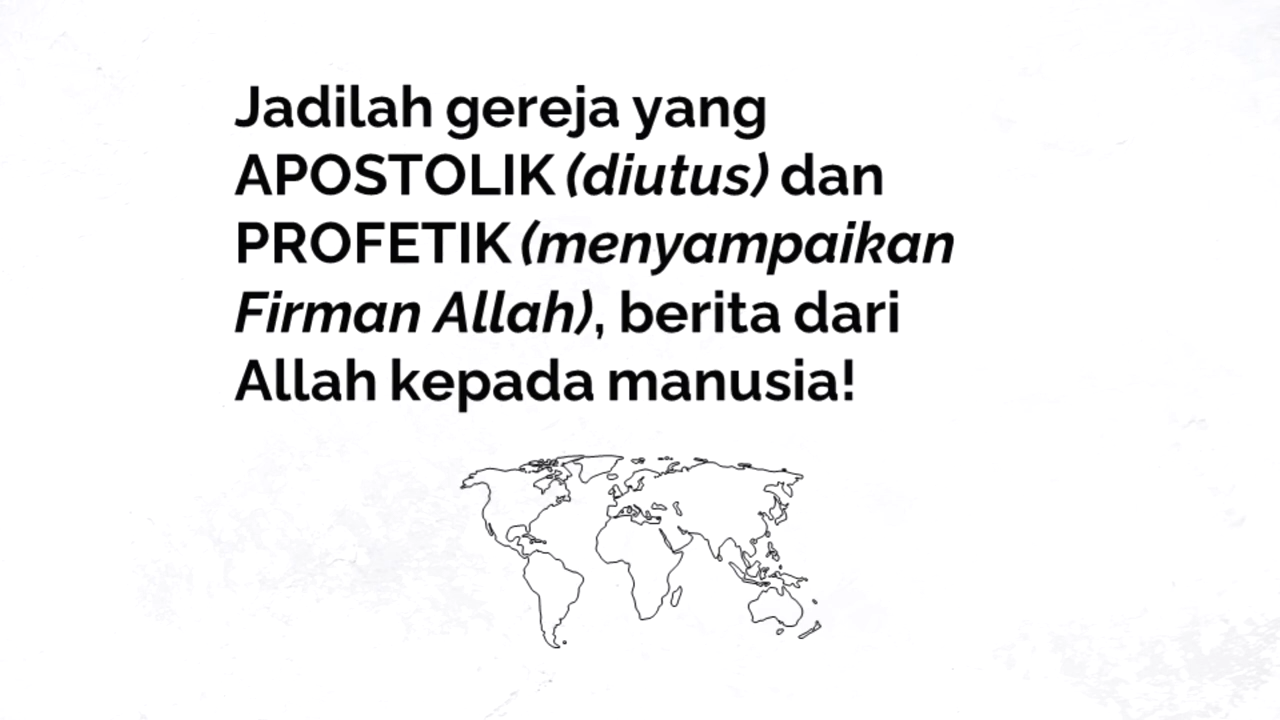 Jadilah gereja yang
APOSTOLIK (diutus) dan
PROFETIK (menyampaikan
Firman Allah), berita dari
Allah kepada manusia!